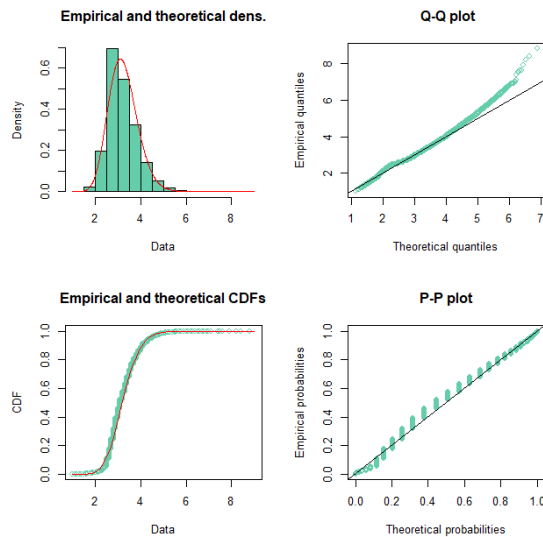 Empirical and theoretical dens.
Density
0.0 0.2 0.4 0.6
2 4 6 8
Data
Q-Q plot
Empirical quantiles
2 4 6 8
1 2 3 4 5 6 7
Theoretical quantiles
Empirical and theoretical CDFs
CDF
0.0 0.2 0.4 0.6 0.8 1.0
2 4 6 8
Data
P-P plot
Empirical probabilities
0.0 0.2 0.4 0.6 0.8 1.0
0.0 0.2 0.4 0.6 0.8 1.0
Theoretical probabilities